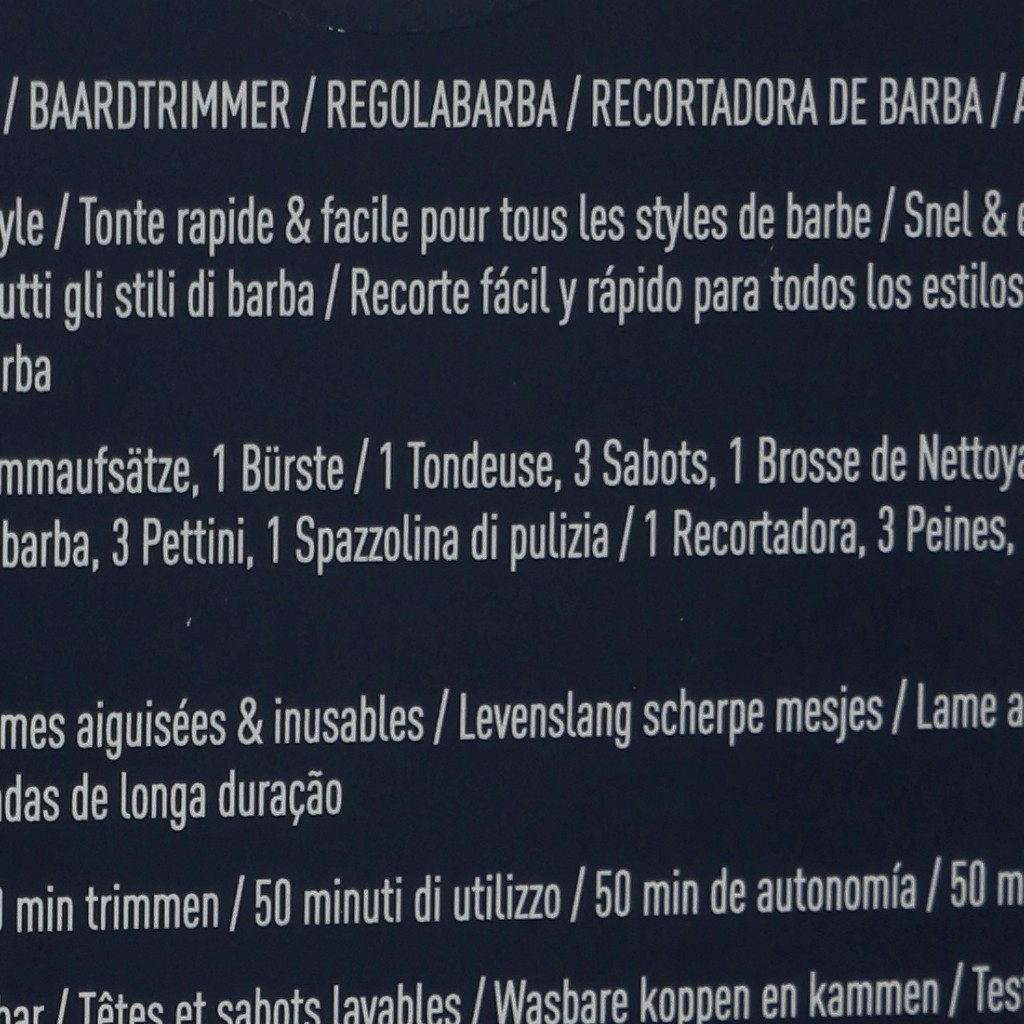 / BAARDTRIMMER / REGOLABARBA / RECORTADORA DE BARBA /
yle / Tonte rapide & facile pour tous les styles de barbe / Snel &
utti gli stili di barba / Recorte fácil y rápido para todos los estilos
rba
mmaufsätze, 1 Bürste / 1 Tondeuse, 3 Sabots, 1 Brosse de Nettoya
barba, 3 Pettini, 1 Spazzolina di pulizia / 1 Recortadora, 3 Peines,
mes aiguisées & inusables / Levenslang scherpe mesjes / Lame a
das de longa duração
min trimmen / 50 minuti di utilizzo / 50 min de autonomía / 50 m
bar / Têtes et sabots lavables / Wasbare koppen en kammen / Tes